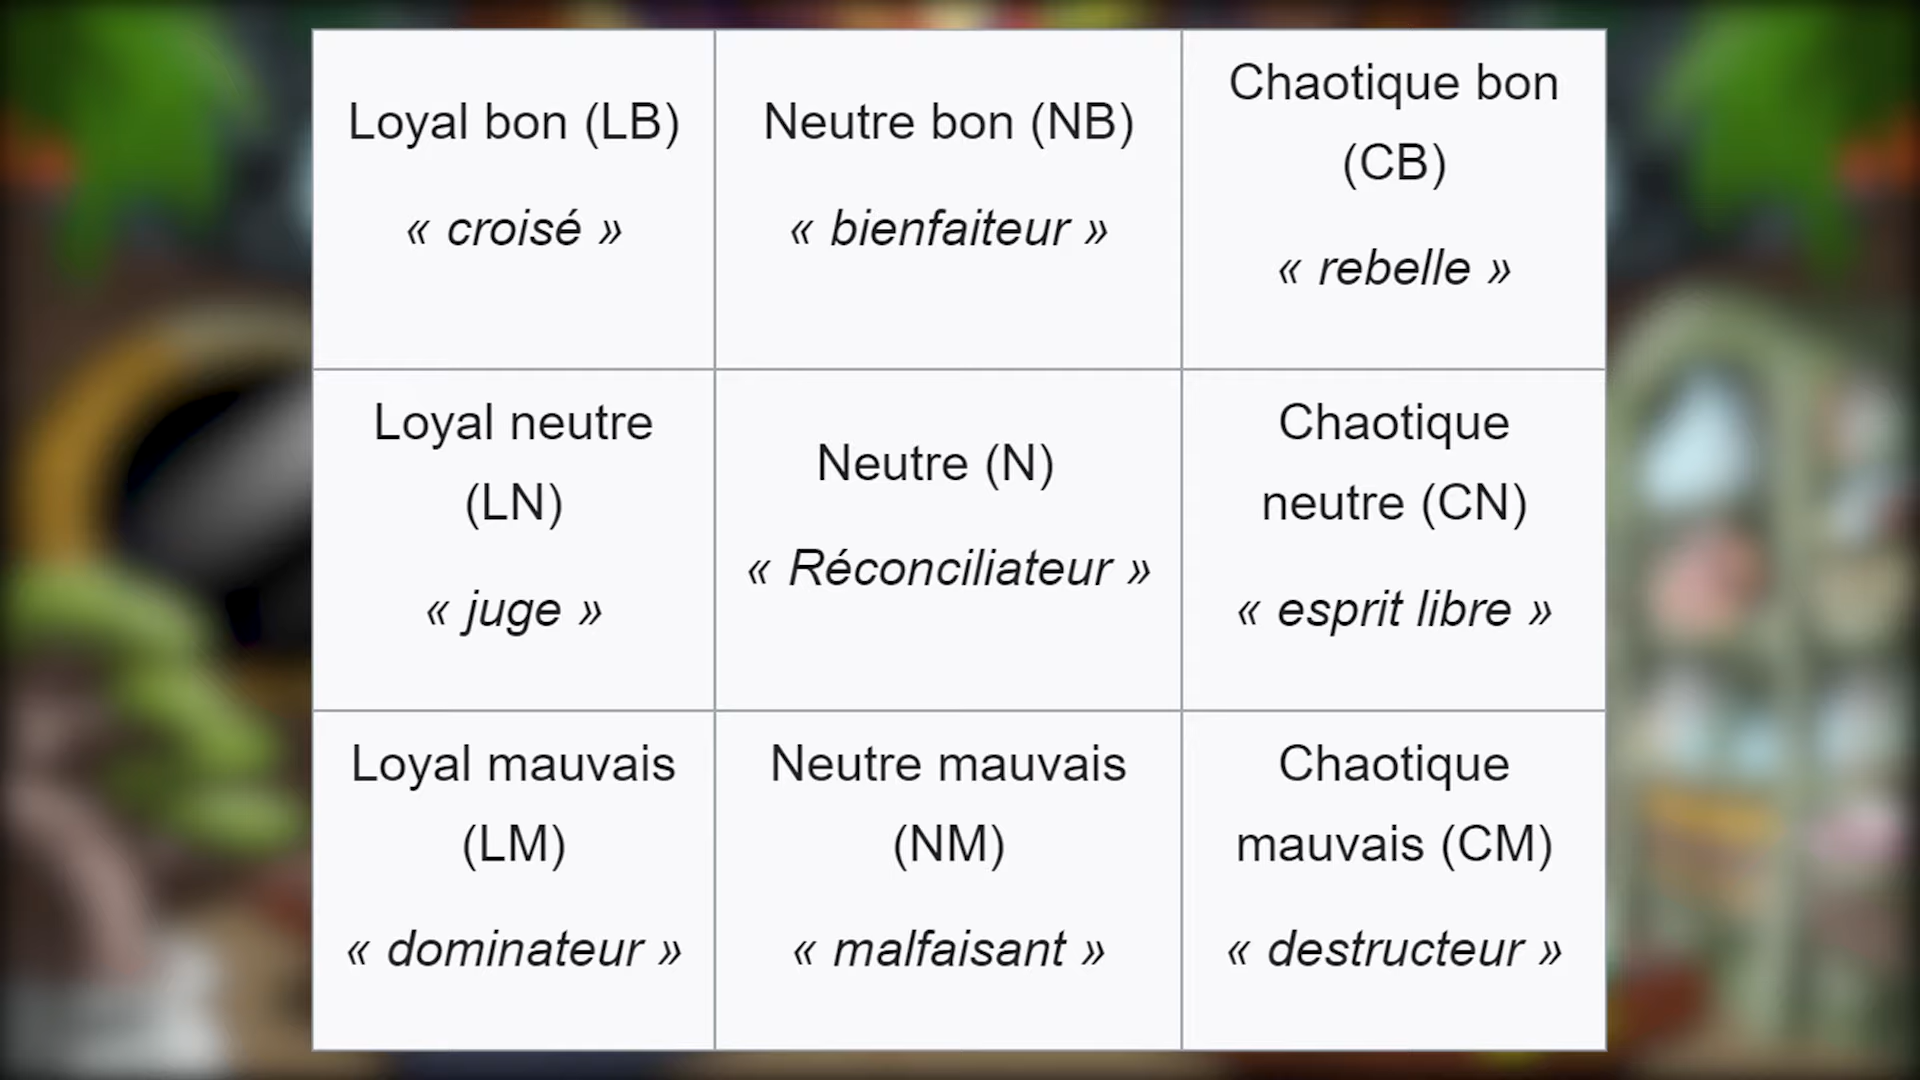 Loyal bon (LB)
« croisé »
Neutre bon (NB)
« bienfaiteur »
Chaotique bon
(CB)
« rebelle »
Loyal neutre
(LN)
« juge »
Neutre (N)
« Réconciliateur »
Chaotique
neutre (CN)
« esprit libre »
Loyal mauvais
(LM)
« dominateur »
Neutre mauvais
(NM)
« malfaisant »
Chaotique
mauvais (CM)
« destructeur »